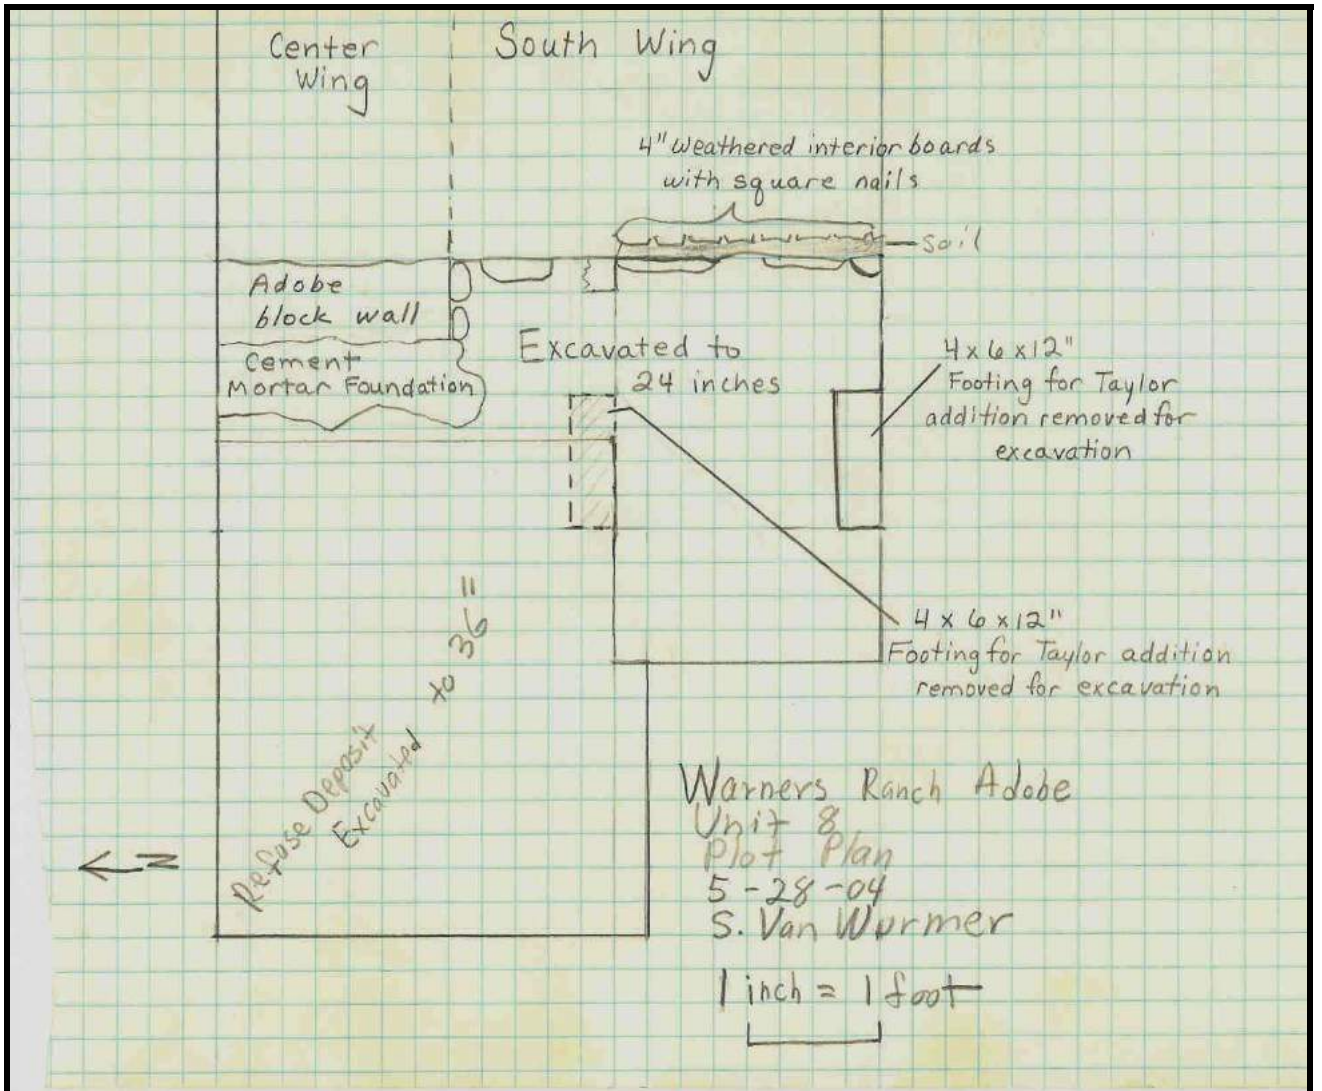 Center
Wing
South Wing
4" weathered interior boards
with square nails
soil
Adobe
block wall
Cement
Mortar Foundation
Excavated to
24 inches
4 x 6 x 12"
Footing for Taylor
addition removed for
excavation
4 x 6 x 12"
Footing for Taylor addition
removed for excavation
Refuse Deposit
Excavated to 36"
N
Warners Ranch Adobe
Unit 8
Plot Plan
5-28-04
S. Van Wormer
1 inch = 1 foot